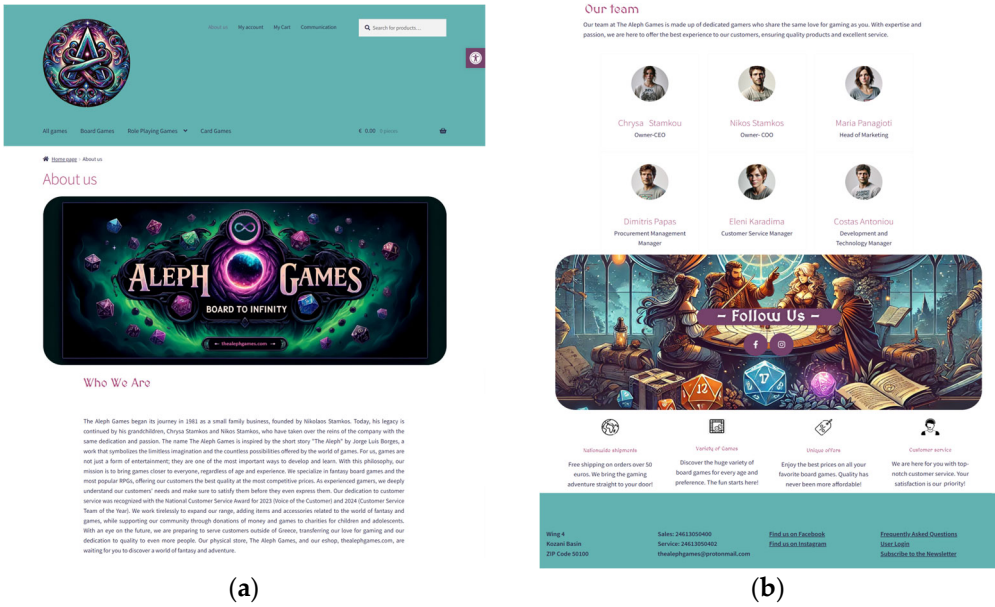 About us My account My Cart Communication
Search for products...
All games Board Games Role Playing Games Card Games
€ 0.00 0 pieces
Home page › About us
About us
ALEPH GAMES
BOARD TO INFINITY
← thealephgames.com →
Who We Are
The Aleph Games began its journey in 1981 as a small family business, founded by Nikolaos Stamkos. Today, his legacy is
continued by his grandchildren, Chrysa Stamkos and Nikos Stamkos, who have taken over the reins of the company with the
same dedication and passion. The name The Aleph Games is inspired by the short story "The Aleph" by Jorge Luis Borges, a
work that symbolizes the limitless imagination and the countless possibilities offered by the world of games. For us, games are
not just a form of entertainment; they are one of the most important ways to develop and learn. With this philosophy, our
mission is to bring games closer to everyone, regardless of age and experience. We specialize in fantasy board games and the
most popular RPGs, offering our customers the best quality at the most competitive prices. As experienced gamers, we deeply
understand our customers' needs and make sure to satisfy them before they even express them. Our dedication to customer
service was recognized with the National Customer Service Award for 2023 (Voice of the Customer) and 2024 (Customer Service
Team of the Year). We work tirelessly to expand our range, adding items and accessories related to the world of fantasy and
games, while supporting our community through donations of money and games to charities for children and adolescents.
With an eye on the future, we are preparing to serve customers outside of Greece, transferring our love for gaming and our
dedication to quality to even more people. Our physical store, The Aleph Games, and our eshop, thealephgames.com, are
waiting for you to discover a world of fantasy and adventure.
(a)
Our team
Our team at The Aleph Games is made up of dedicated gamers who share the same love for gaming as you. With expertise and
passion, we are here to offer the best experience to our customers, ensuring quality products and excellent service.
Chrysa Stamkou
Owner-CEO
Nikos Stamkos
Owner- COO
Maria Panagioti
Head of Marketing
Dimitris Papas
Procurement Management
Manager
Eleni Karadima
Customer Service Manager
Costas Antoniou
Development and
Technology Manager
– Follow Us –
12
17
Nationwide shipments
Free shipping on orders over 50
euros. We bring the gaming
adventure straight to your door!
Variety of Games
Discover the huge variety of
board games for every age and
preference. The fun starts here!
Unique offers
Enjoy the best prices on all your
favorite board games. Quality has
never been more affordable!
Customer service
We are here for you with top-
notch customer service. Your
satisfaction is our priority!
Wing 4
Kozani Basin
ZIP Code 50100
Sales: 24613050400
Service: 24613050402
thealephgames@protonmail.com
Find us on Facebook
Find us on Instagram
Frequently Asked Questions
User Login
Subscribe to the Newsletter
(b)